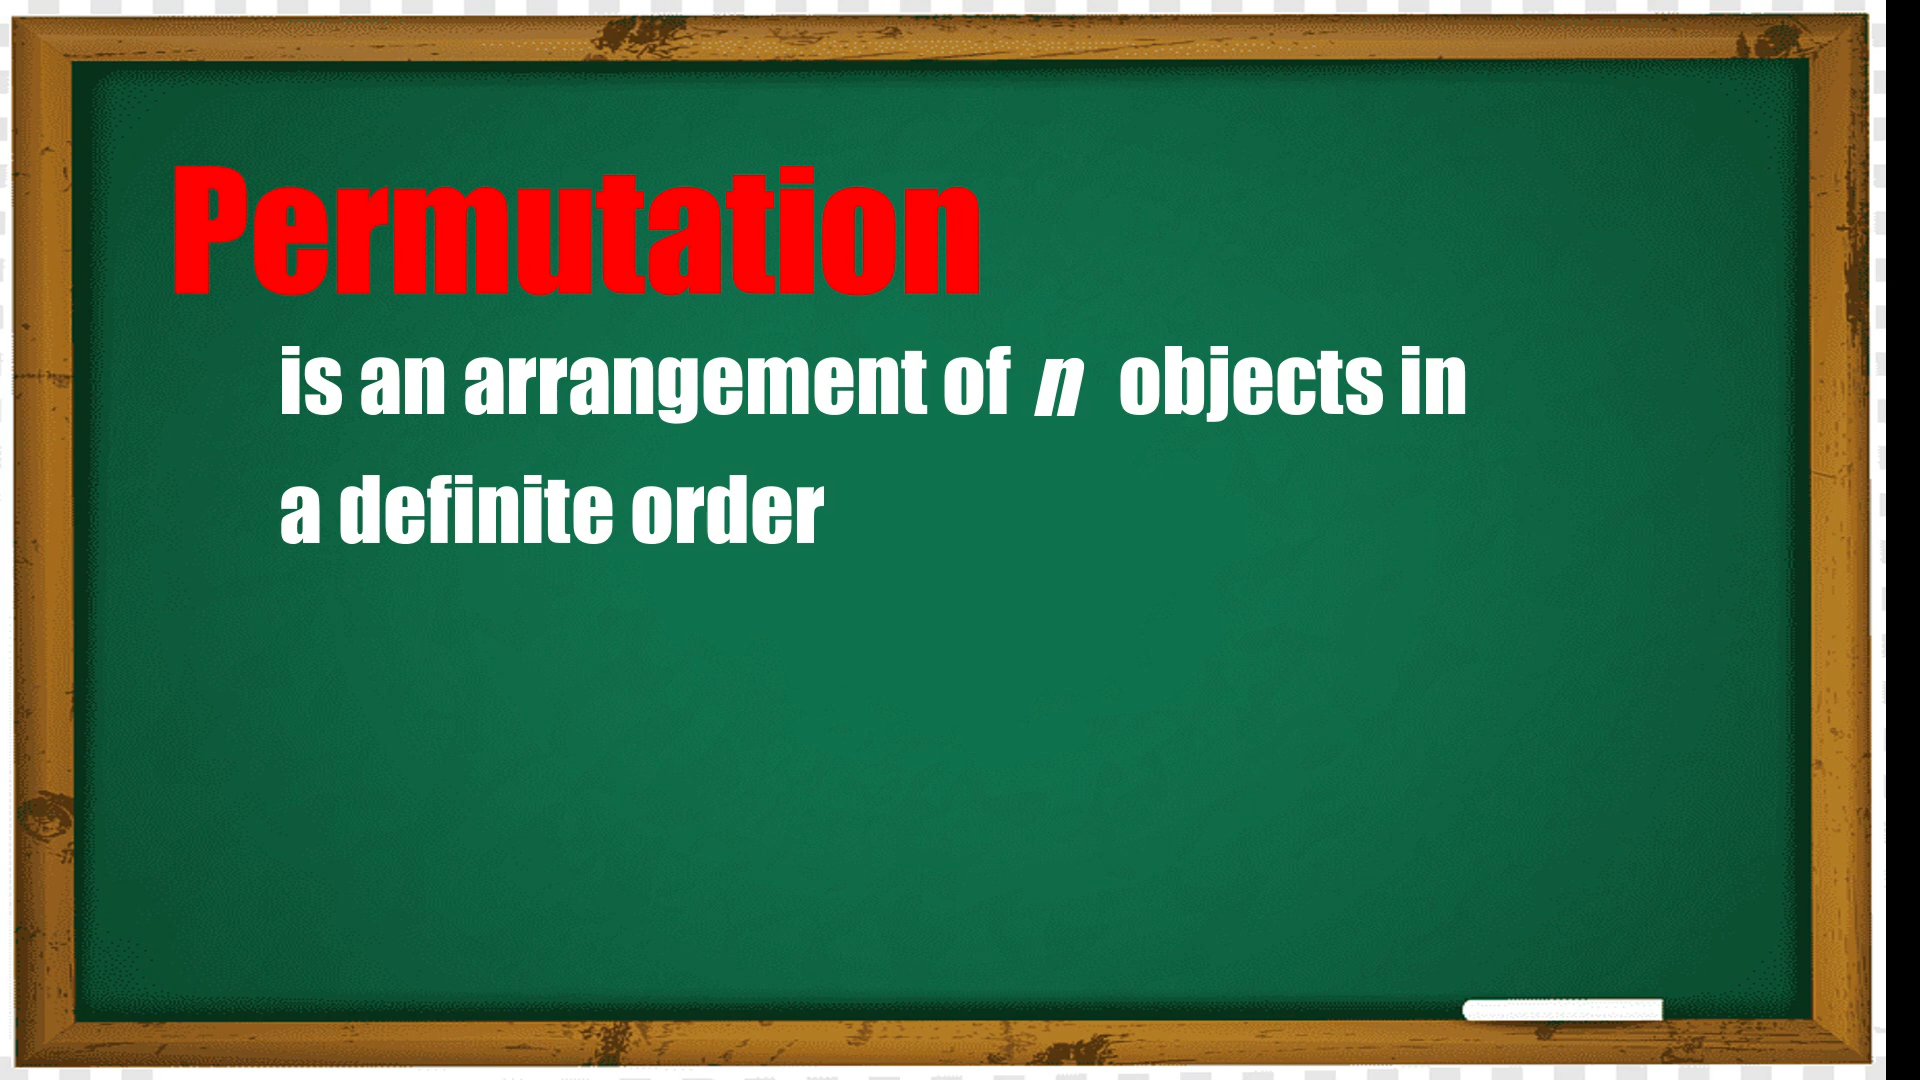 Permutation
is an arrangement of n objects in
a definite order